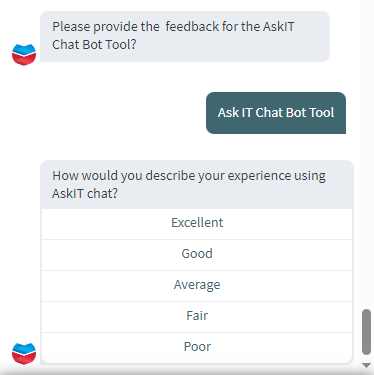 Please provide the  feedback for the AskIT
Chat Bot Tool?
Ask IT Chat Bot Tool
How would you describe your experience using
AskIT chat?
Excellent
Good
Average
Fair
Poor